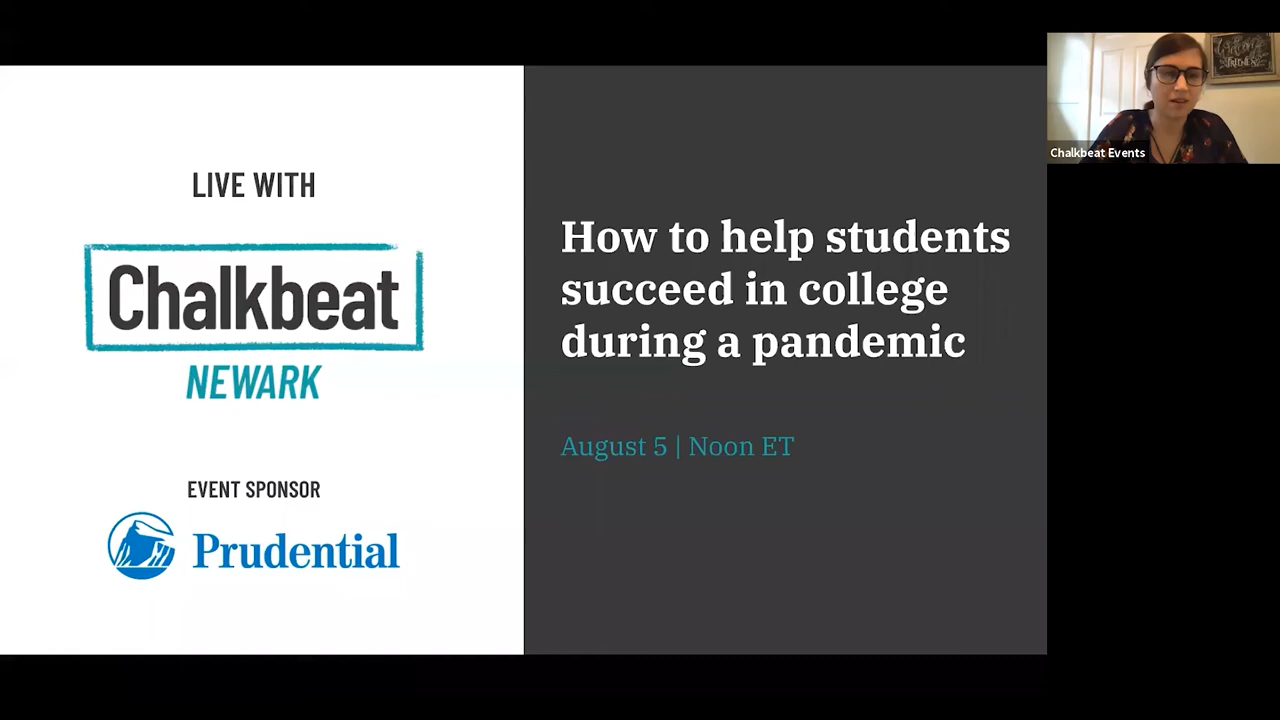 LIVE WITH
Chalkbeat
NEWARK
EVENT SPONSOR
Prudential
How to help students
succeed in college
during a pandemic
August 5 | Noon ET
Chalkbeat Events